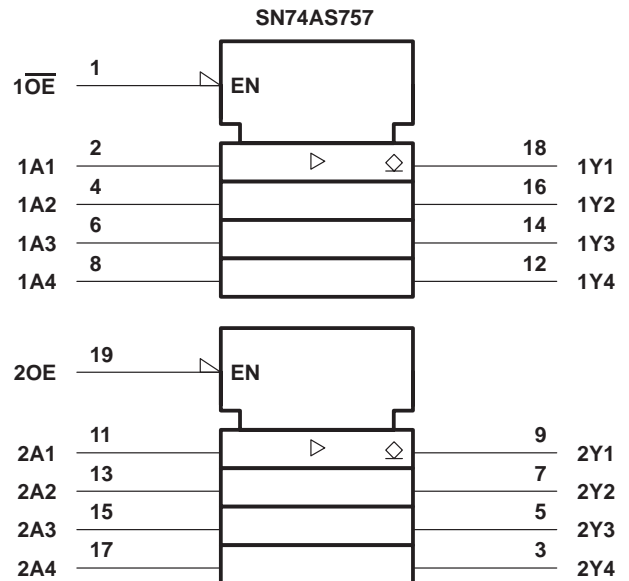 SN74AS757
1O̅E̅ 1 EN
1A1 2 18 1Y1
1A2 4 16 1Y2
1A3 6 14 1Y3
1A4 8 12 1Y4
2OE 19 EN
2A1 11 9 2Y1
2A2 13 7 2Y2
2A3 15 5 2Y3
2A4 17 3 2Y4